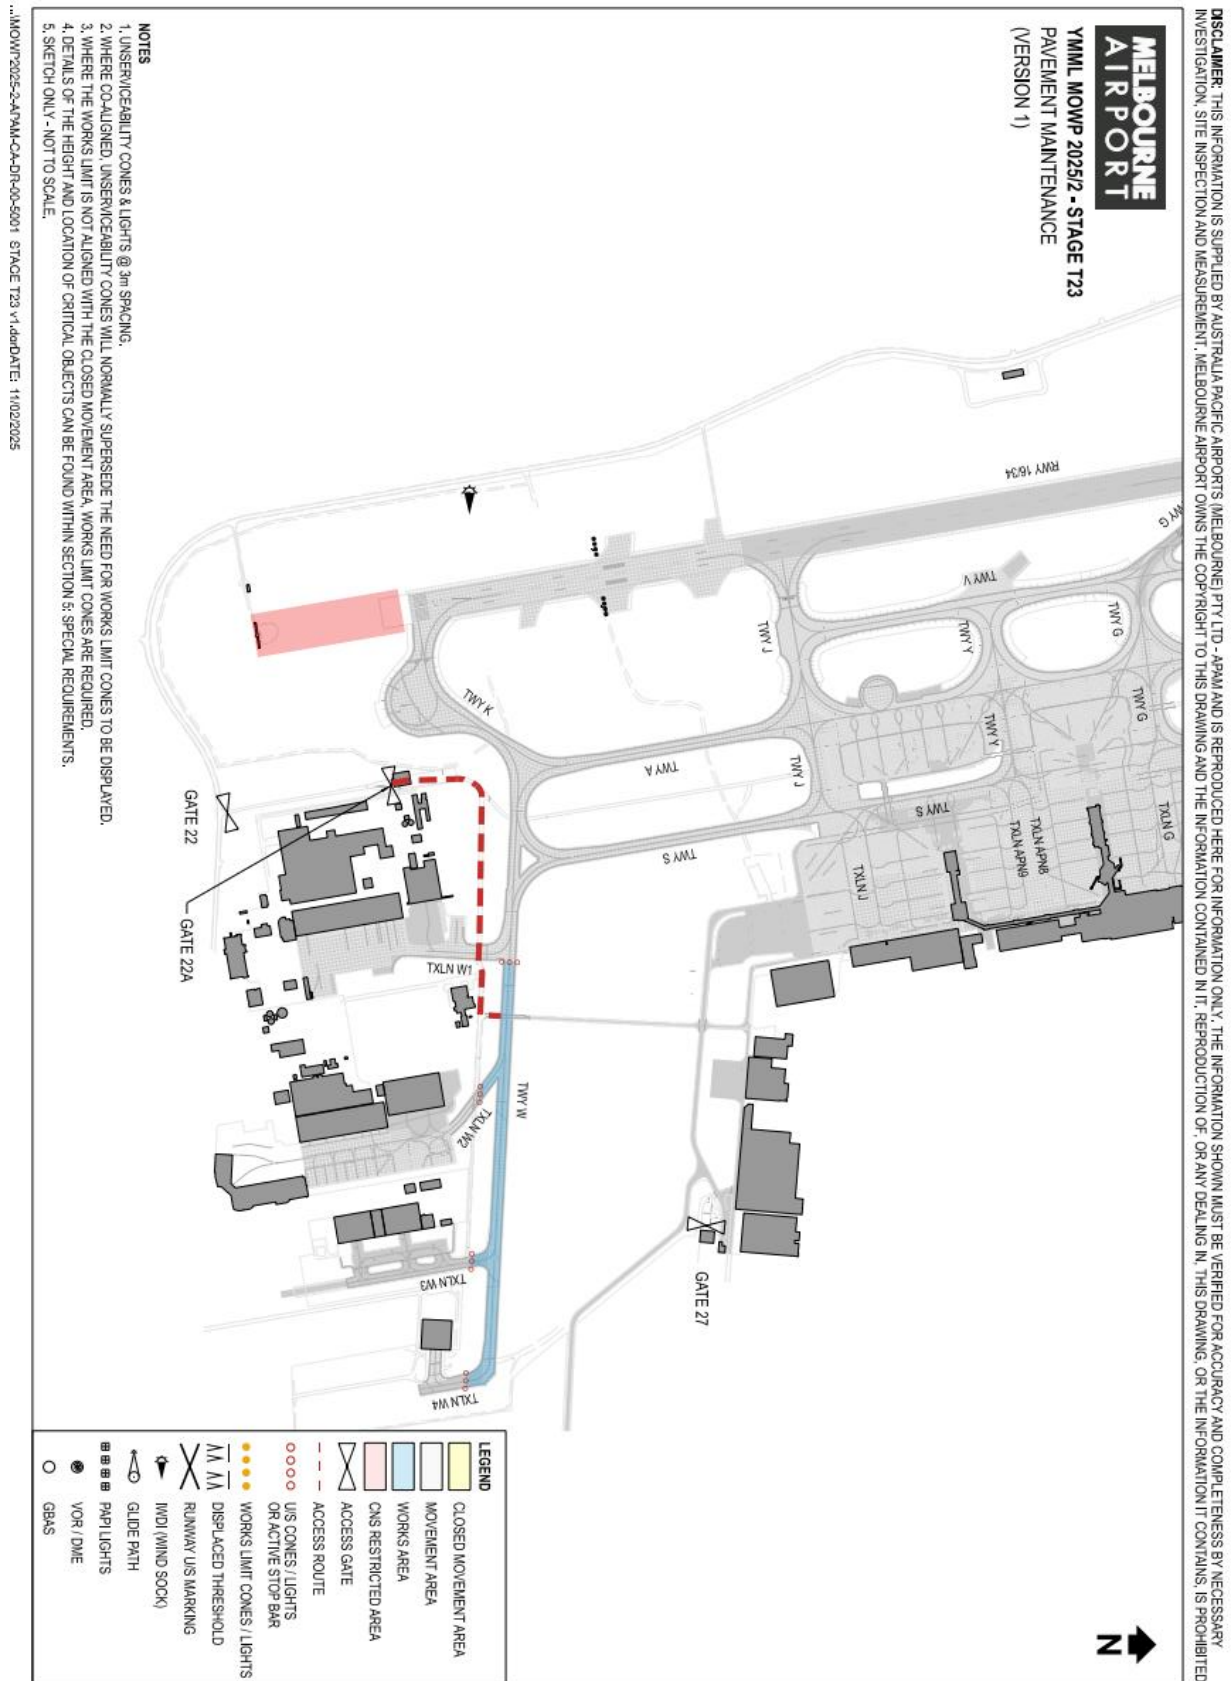 DISCLAIMER: THIS INFORMATION IS SUPPLIED BY AUSTRALIA PACIFIC AIRPORTS (MELBOURNE) PTY LTD - APAM AND IS REPRODUCED HERE FOR INFORMATION ONLY. THE INFORMATION SHOWN MUST BE VERIFIED FOR ACCURACY AND COMPLETENESS BY NECESSARY
INVESTIGATION, SITE INSPECTION AND MEASUREMENT. MELBOURNE AIRPORT OWNS THE COPYRIGHT TO THIS DRAWING AND THE INFORMATION CONTAINED IN IT. REPRODUCTION OF, OR ANY DEALING IN, THIS DRAWING, OR THE INFORMATION IT CONTAINS, IS PROHIBITED
MELBOURNE
AIRPORT
YMML MOWP 2025/2 - STAGE T23
PAVEMENT MAINTENANCE
(VERSION 1)
N
RWY 16/34
WY G
TWY V
TWY G
TWY G
TWY J
TWY Y
TWY Y
TWY K
TWY A
TWY J
TWY S
TWY S
TXLN G
TXLN APN8
TXLN APN9
TXLN J
GATE 22
GATE 22A
TXLN W1
TWY W
TXLN W2
GATE 27
TXLN W3
TXLN W4
NOTES
1. UNSERVICEABILITY CONES & LIGHTS @ 3m SPACING.
2. WHERE CO-ALIGNED, UNSERVICEABILITY CONES WILL NORMALLY SUPERSEDE THE NEED FOR WORKS LIMIT CONES TO BE DISPLAYED.
3. WHERE THE WORKS LIMIT IS NOT ALIGNED WITH THE CLOSED MOVEMENT AREA, WORKS LIMIT CONES ARE REQUIRED.
4. DETAILS OF THE HEIGHT AND LOCATION OF CRITICAL OBJECTS CAN BE FOUND WITHIN SECTION 5: SPECIAL REQUIREMENTS.
5. SKETCH ONLY - NOT TO SCALE.
LEGEND
CLOSED MOVEMENT AREA
MOVEMENT AREA
WORKS AREA
CNS RESTRICTED AREA
ACCESS GATE
ACCESS ROUTE
U/S CONES / LIGHTS
OR ACTIVE STOP BAR
WORKS LIMIT CONES / LIGHTS
DISPLACED THRESHOLD
RUNWAY U/S MARKING
IWDI (WIND SOCK)
GLIDE PATH
PAPI LIGHTS
VOR / DME
GBAS
...\MOWP2025-2-APAM-CA-DR-00-5001 STAGE T23 v1.dgnDATE: 11/02/2025